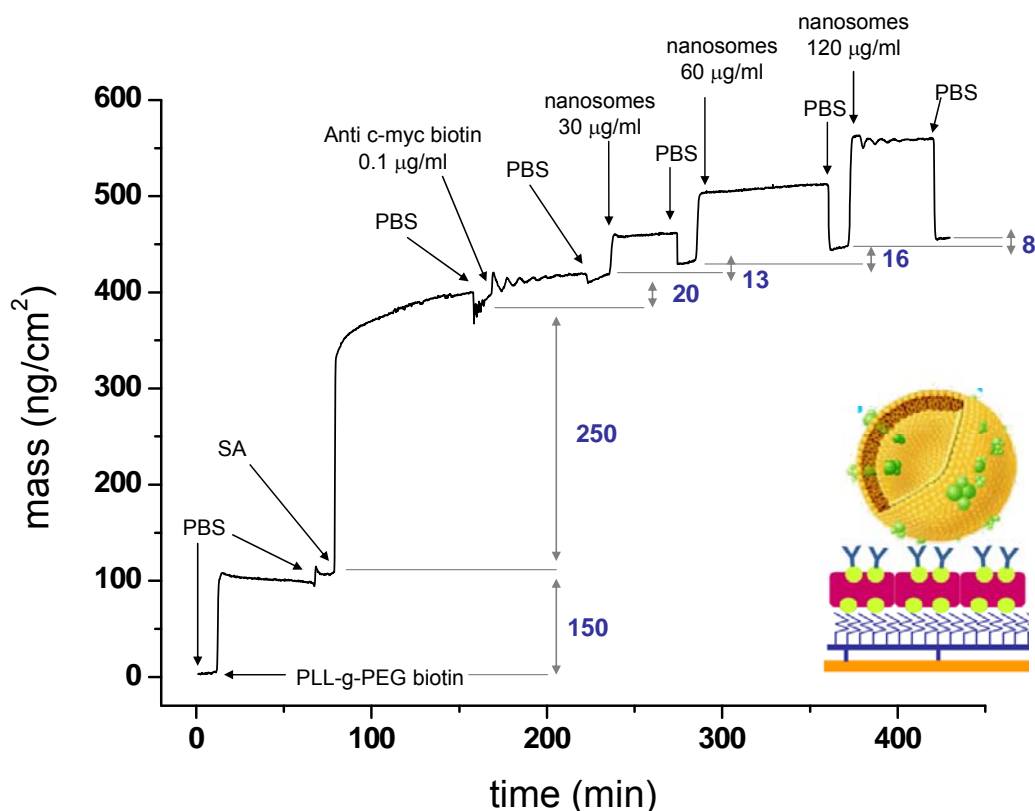 nanosomes
120 μg/ml
nanosomes
60 μg/ml
PBS
PBS
nanosomes
30 μg/ml
Anti c-myc biotin
0.1 μg/ml
PBS
PBS
PBS
8
16
13
20
250
SA
PBS
150
PLL-g-PEG biotin
600
500
400
300
200
100
0
mass (ng/cm²)
0
100
200
300
400
time (min)